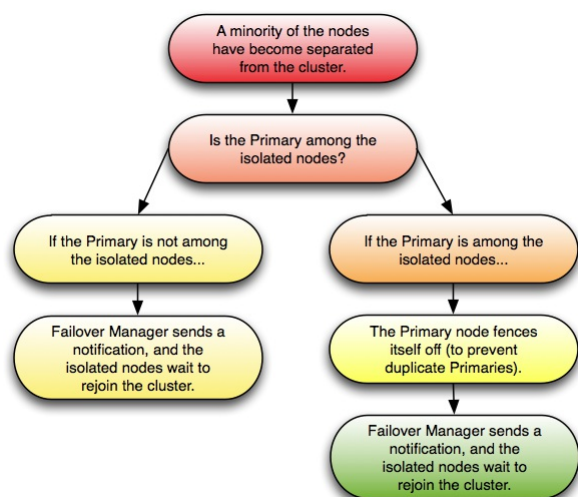 A minority of the nodes
have become separated
from the cluster.
Is the Primary among the
isolated nodes?
If the Primary is not among
the isolated nodes...
If the Primary is among the
isolated nodes...
Failover Manager sends a
notification, and the
isolated nodes wait to
rejoin the cluster.
The Primary node fences
itself off (to prevent
duplicate Primaries).
Failover Manager sends a
notification, and the
isolated nodes wait to
rejoin the cluster.